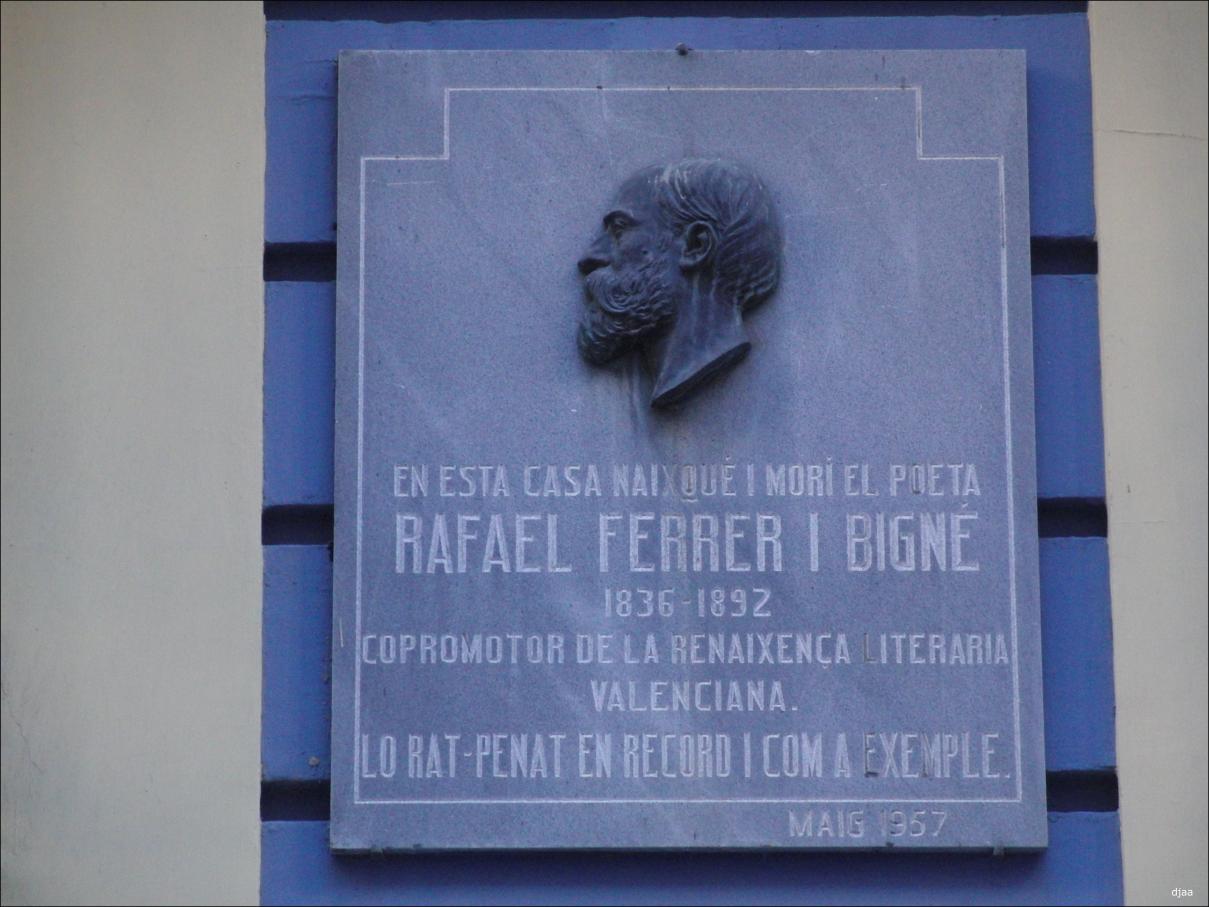 EN ESTA CASA NAIXQUÉ I MORÍ EL POETA
RAFAEL FERRER I BIGNÉ
1836-1892
COPROMOTOR DE LA RENAIXENÇA LITERARIA
VALENCIANA.
LO RAT-PENAT EN RECORD I COM A EXEMPLE.
MAIG 1957
djaa